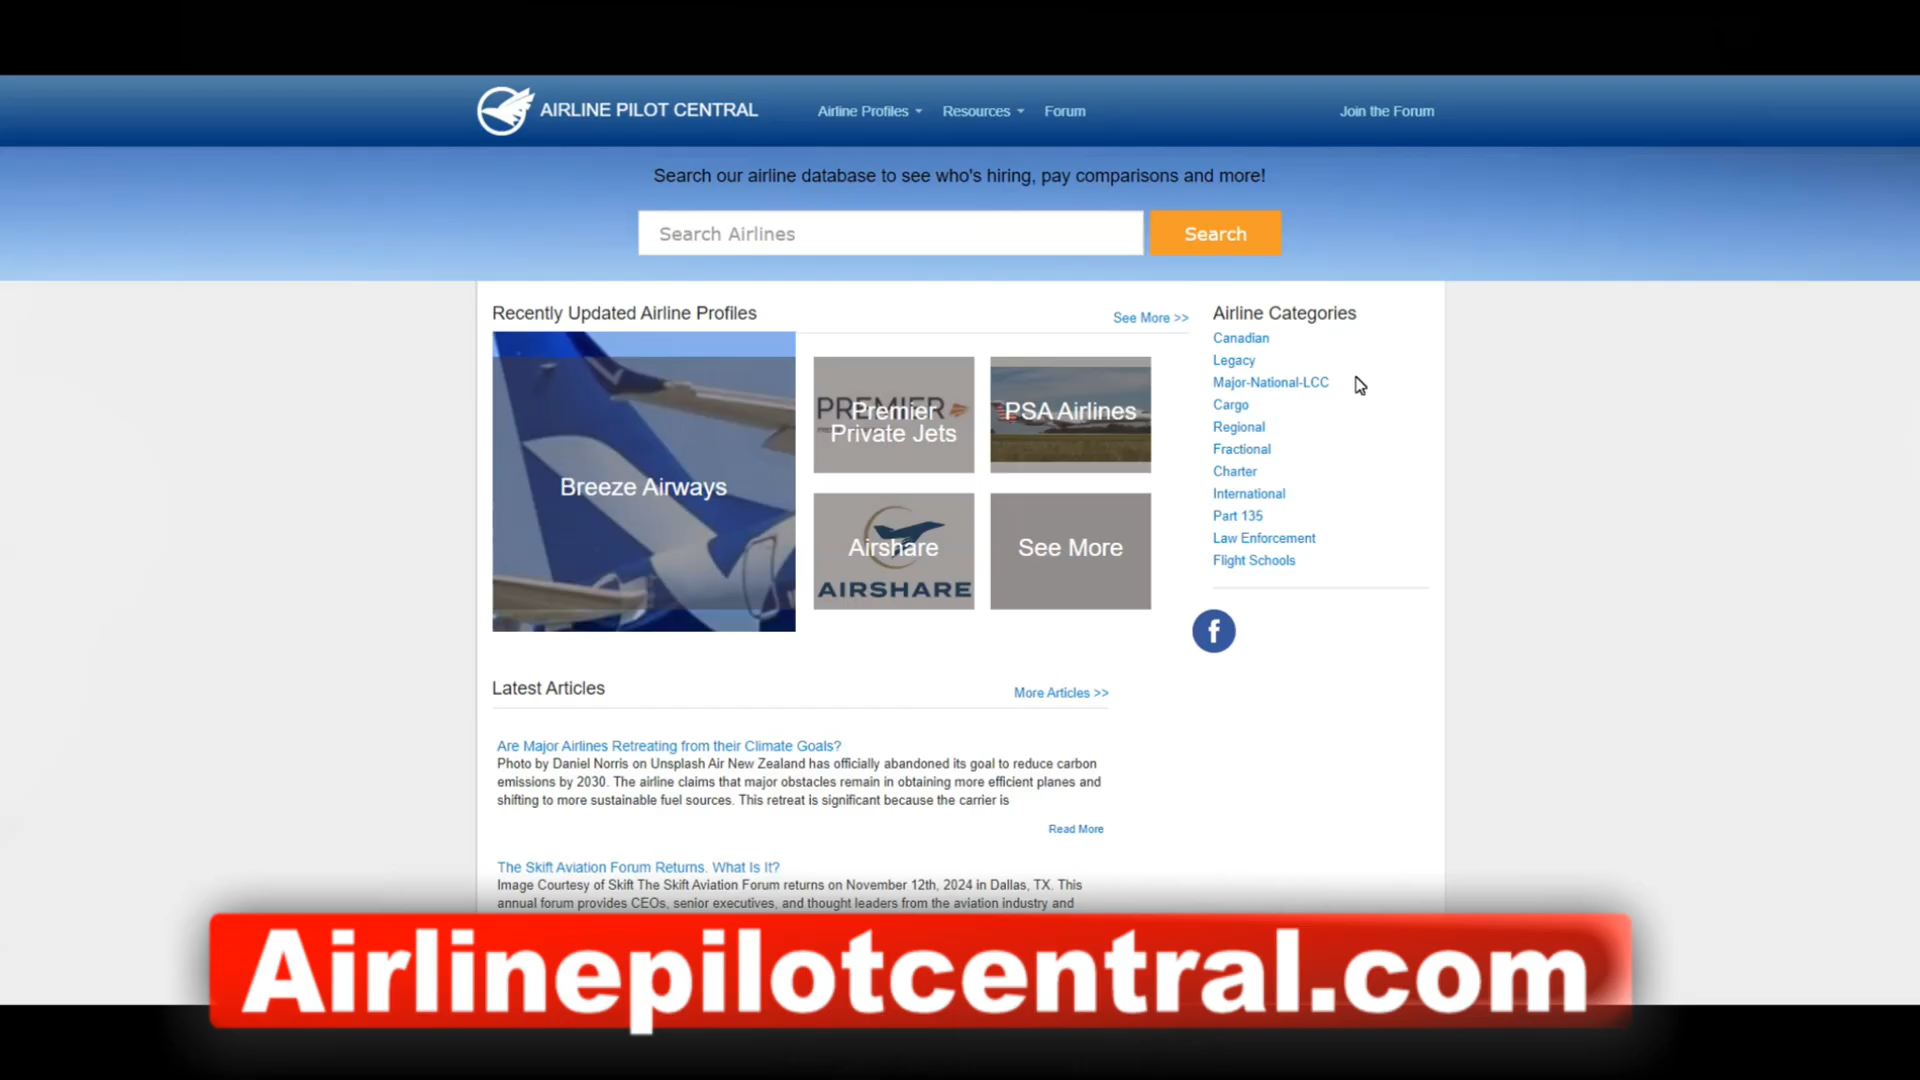 AIRLINE PILOT CENTRAL
Airline Profiles
Resources
Forum
Join the Forum
Search our airline database to see who's hiring, pay comparisons and more!
Search Airlines
Search
Recently Updated Airline Profiles
See More >>
Breeze Airways
PREMIER
Premier
Private Jets
PSA Airlines
Airshare
AIRSHARE
See More
Airline Categories
Canadian
Legacy
Major-National-LCC
Cargo
Regional
Fractional
Charter
International
Part 135
Law Enforcement
Flight Schools
f
Latest Articles
More Articles >>
Are Major Airlines Retreating from their Climate Goals?
Photo by Daniel Norris on Unsplash Air New Zealand has officially abandoned its goal to reduce carbon
emissions by 2030. The airline claims that major obstacles remain in obtaining more efficient planes and
shifting to more sustainable fuel sources. This retreat is significant because the carrier is
Read More
The Skift Aviation Forum Returns. What Is It?
Image Courtesy of Skift The Skift Aviation Forum returns on November 12th, 2024 in Dallas, TX. This
annual forum provides CEOs, senior executives, and thought leaders from the aviation industry and
Airlinepilotcentral.com